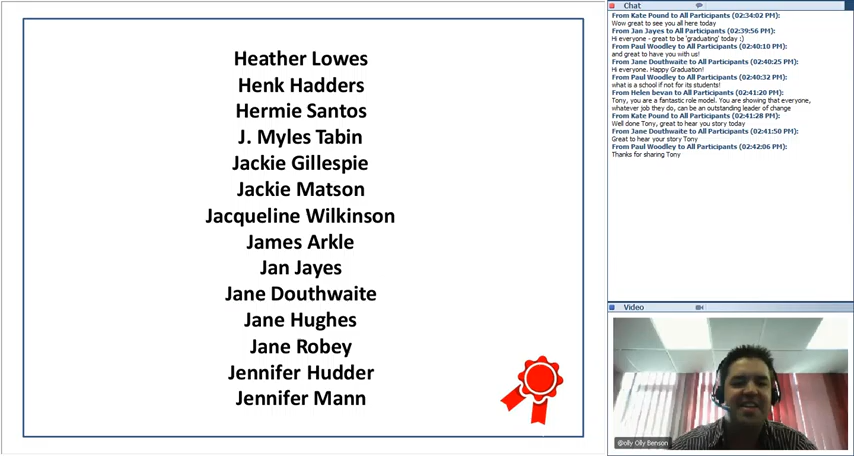 Heather Lowes
Henk Hadders
Hermie Santos
J. Myles Tabin
Jackie Gillespie
Jackie Matson
Jacqueline Wilkinson
James Arkle
Jan Jayes
Jane Douthwaite
Jane Hughes
Jane Robey
Jennifer Hudder
Jennifer Mann
Chat
From Kate Pound to All Participants (02:34:02 PM):
Wow great to see you all here today
From Jan Jayes to All Participants (02:39:56 PM):
Hi everyone - great to be 'graduating' today :)
From Paul Woodley to All Participants (02:40:10 PM):
and great to have you with us!
From Jane Douthwaite to All Participants (02:40:25 PM):
Hi everyone. Happy Graduation!
From Paul Woodley to All Participants (02:40:32 PM):
what is a school if not for its students!
From Helen bevan to All Participants (02:41:20 PM):
Tony, you are a fantastic role model. You are showing that everyone,
whatever job they do, can be an outstanding leader of change
From Kate Pound to All Participants (02:41:28 PM):
Well done Tony, great to hear you story today
From Jane Douthwaite to All Participants (02:41:50 PM):
Great to hear your story Tony
From Paul Woodley to All Participants (02:42:06 PM):
Thanks for sharing Tony
Video
@olly Olly Benson